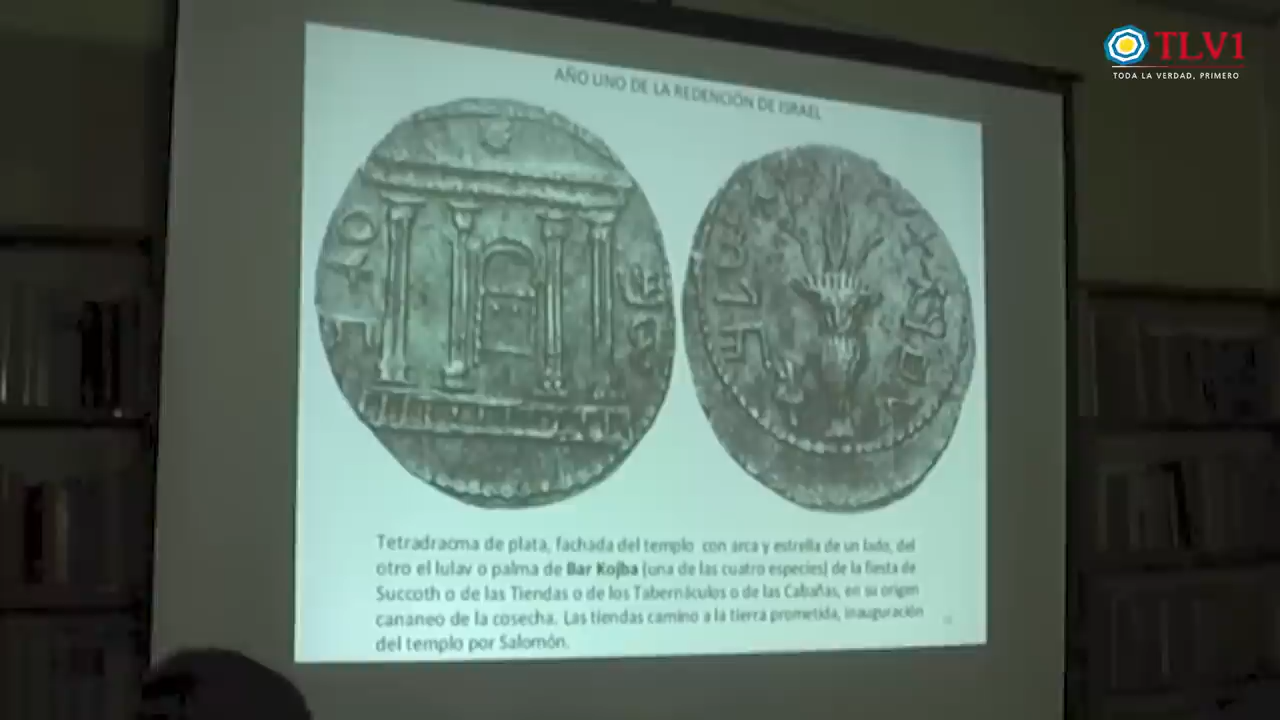 TLV1
TODA LA VERDAD, PRIMERO
AÑO UNO DE LA REDENCIÓN DE ISRAEL
Tetradracma de plata, fachada del templo con arca y estrella de un lado, del
otro el lulav o palma de Bar Kojba (una de las cuatro especies) de la fiesta de
Succoth o de las Tiendas o de los Tabernáculos o de las Cabañas, en su origen
cananeo de la cosecha. Las tiendas camino a la tierra prometida, inauguración
del templo por Salomón.